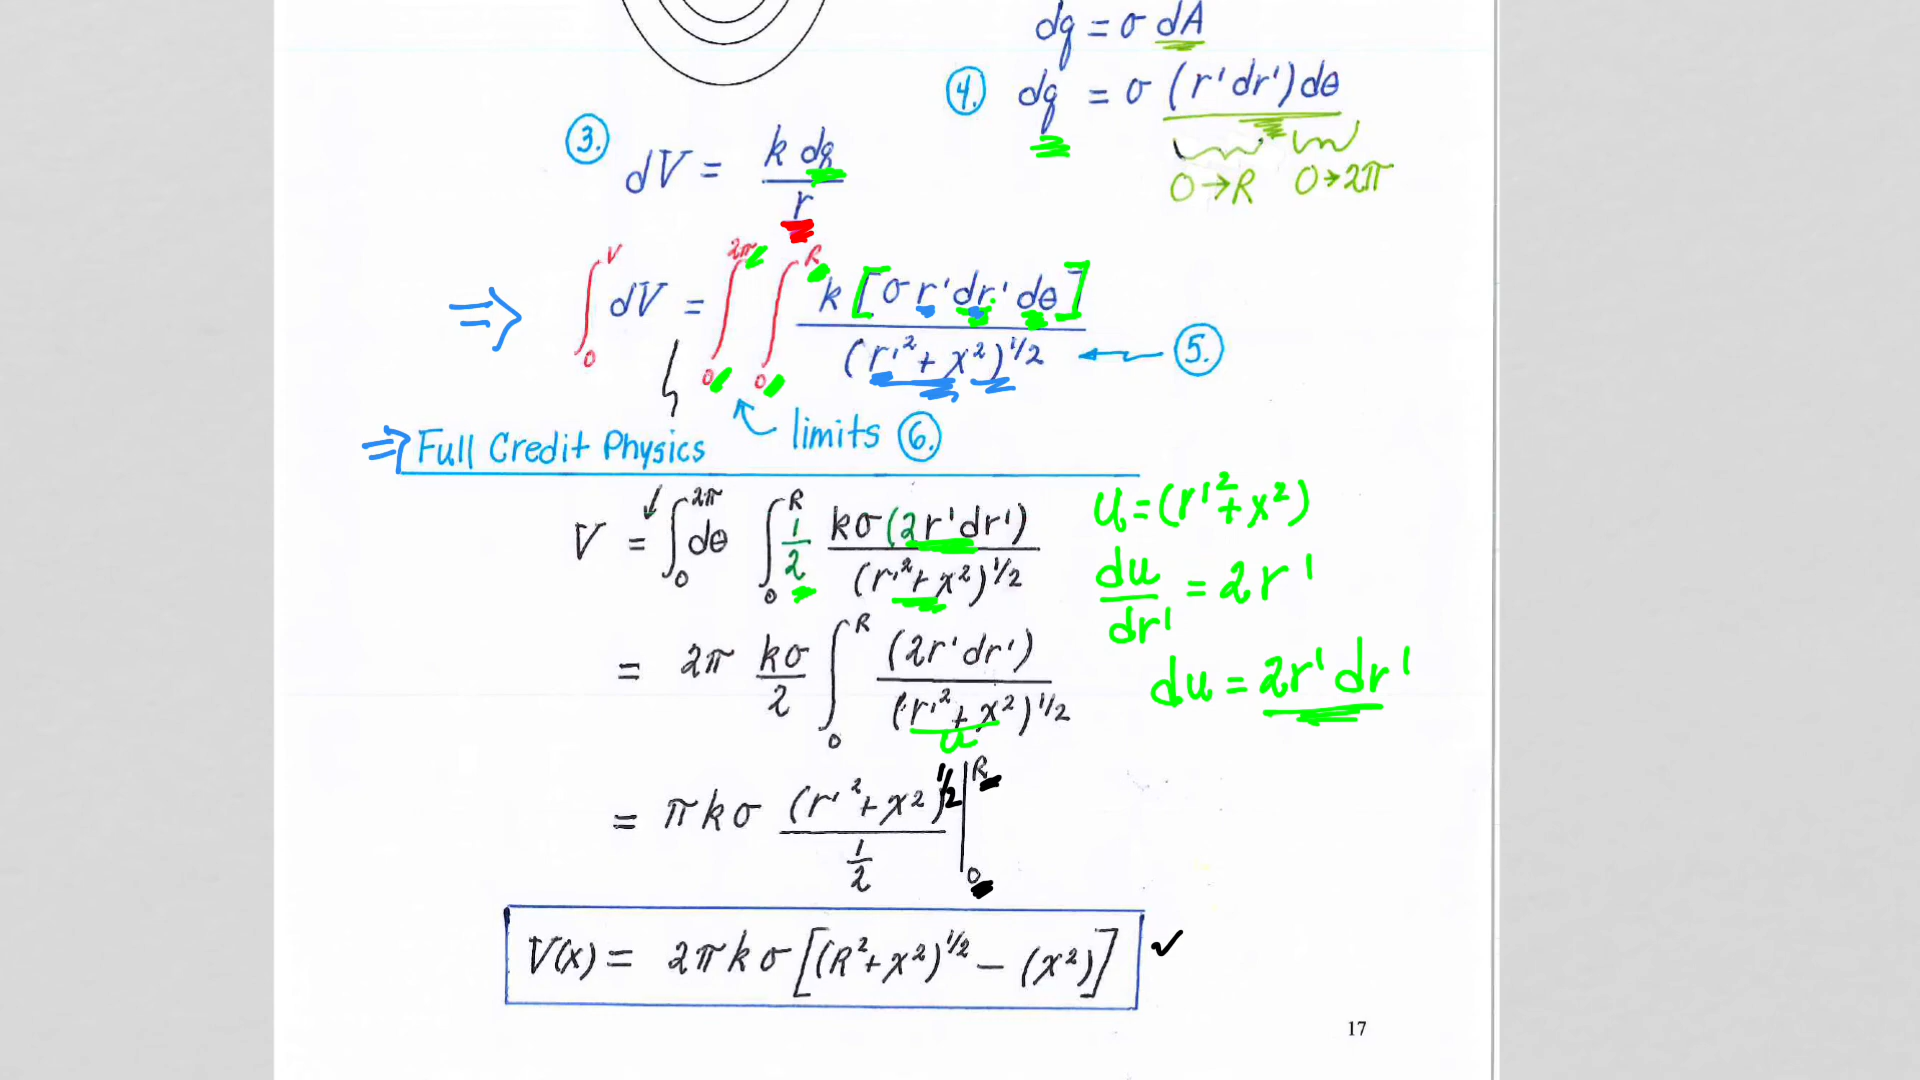 dq = σ dA
④. dq = σ (r' dr') dθ
0→R 0→2π
③. dV = k dq / r
⇒ ∫₀^V dV = ∫₀^2π ∫₀^R k [σ r' dr' dθ] / (r'² + x²)^1/2 ← ⑤.
limits ⑥.
⇒ Full Credit Physics
V = ∫₀^2π dθ ∫₀^R 1/2 kσ(2r'dr') / (r'² + x²)^1/2
u = (r'² + x²)
du/dr' = 2r'
du = 2r' dr'
= 2π kσ/2 ∫₀^R (2r'dr') / (r'² + x²)^1/2
u
= πkσ (r'² + x²)^1/2 / 1/2 |₀^R
V(x) = 2πkσ[(R² + x²)^1/2 − (x²)] ✓
17